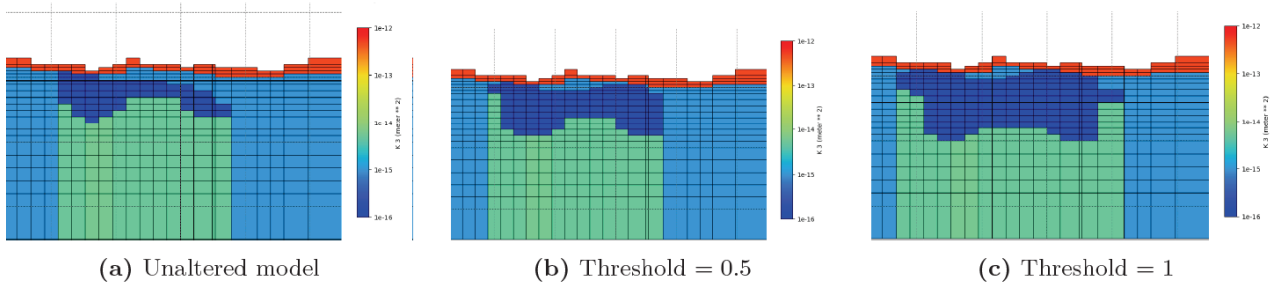 1e-12
1e-13
1e-14
1e-15
1e-16
K 3 (meter ** 2)
1e-12
1e-13
1e-14
1e-15
1e-16
K 3 (meter ** 2)
1e-12
1e-13
1e-14
1e-15
1e-16
K 3 (meter ** 2)
(a) Unaltered model
(b) Threshold = 0.5
(c) Threshold = 1